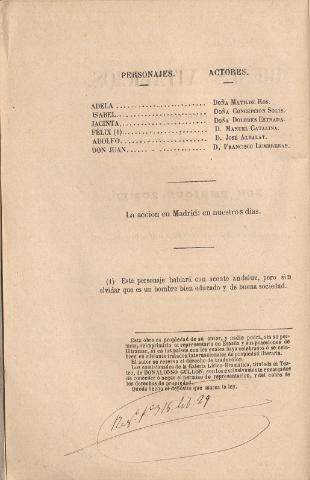 PERSONAJES. ACTORES.
ADELA . . . . . . . . . . . . . . . . . . . . . . DOÑA MATILDE ROS.
ISABEL. . . . . . . . . . . . . . . . . . . . . . DOÑA CONCEPCION SOLIS.
JACINTA. . . . . . . . . . . . . . . . . . . . . DOÑA DOLORES ESTRADA.
FELIX (1). . . . . . . . . . . . . . . . . . . . D. MANUEL CATALINA.
ADOLFO. . . . . . . . . . . . . . . . . . . . . D. JOSÉ ALBALAT.
DON JUAN. . . . . . . . . . . . . . . . . . . D. FRANCISCO LUMBRERAS.
La accion en Madrid: en nuestros dias.
(1) Este personaje hablará con acento andaluz, pero sin
olvidar que es un hombre bien educado y de buena sociedad.
Esta obra es propiedad de su autor, y nadie podrá, sin su per-
miso, reimprimirla ni representarla en España y sus posesiones de
Ultramar, ni en los paises con los cuales haya celebrados ó se cele-
bren en adelante tratados internacionales de propiedad literaria.
El autor se reserva el derecho de traduccion.
Los comisionados de la Galería Lírico-Dramática, titulada el Tea-
tro, de DON ALONSO GULLON, son los exclusivamente encargados
de conceder ó negar el permiso de representacion, y del cobro de
los derechos de propiedad.
Queda hecho el depósito que marca la ley.